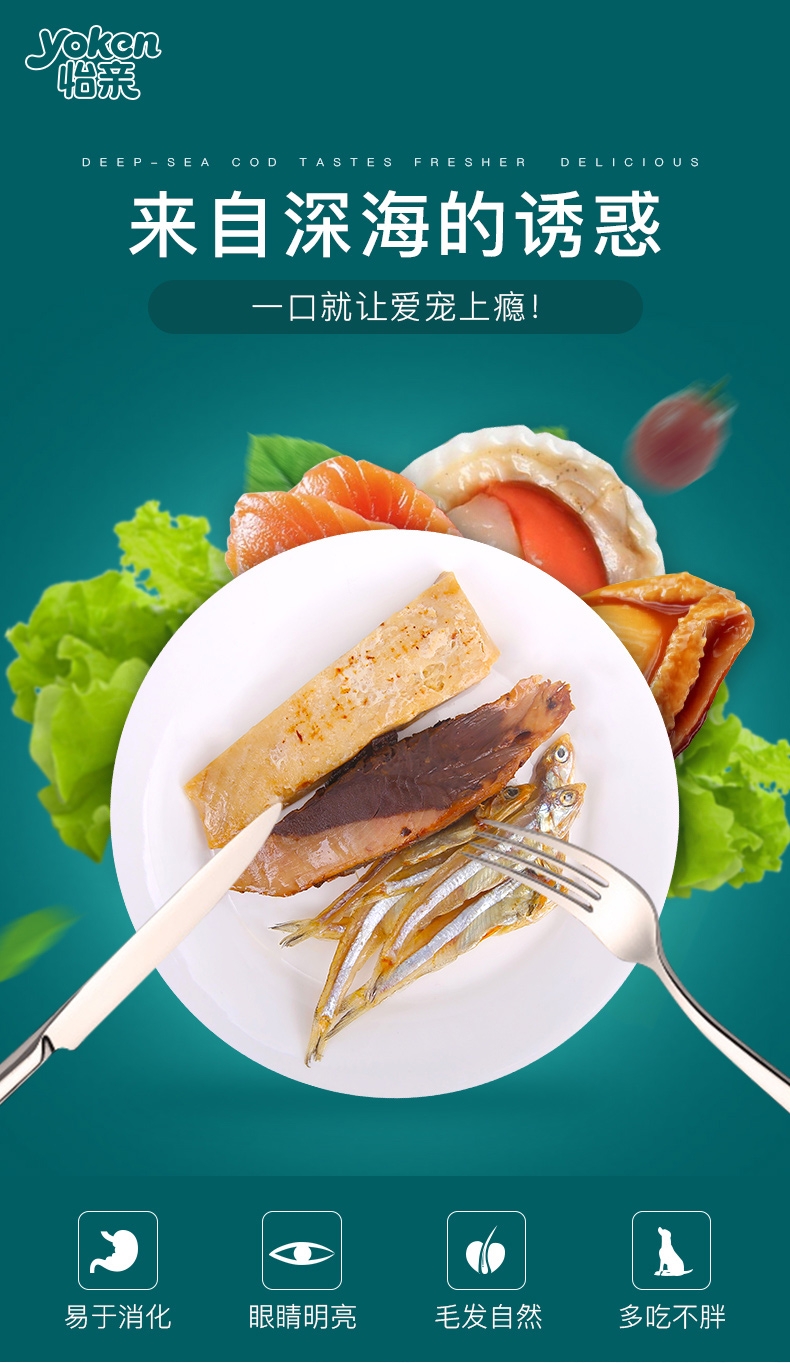 yoken
怡亲
DEEP-SEA COD TASTES FRESHER DELICIOUS
来自深海的诱惑
一口就让爱宠上瘾!
易于消化
眼睛明亮
毛发自然
多吃不胖